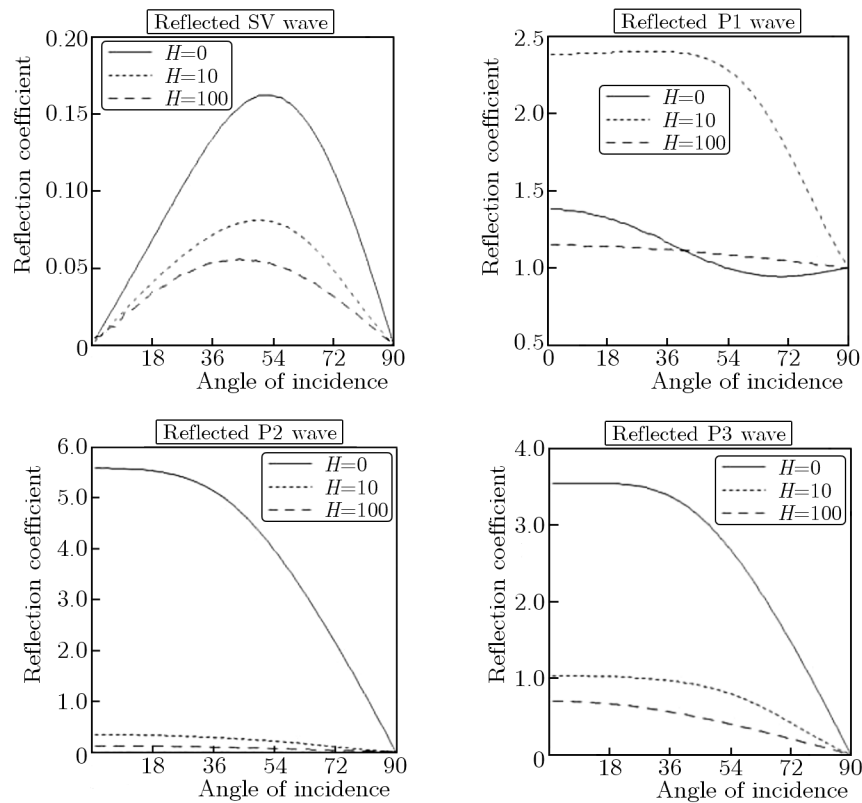 Reflected SV wave
Reflection coefficient
0.20
0.15
0.10
0.05
0
H=0
H=10
H=100
18 36 54 72 90
Angle of incidence
Reflected P1 wave
Reflection coefficient
2.5
2.0
1.5
1.0
0.5
H=0
H=10
H=100
0 18 36 54 72 90
Angle of incidence
Reflected P2 wave
Reflection coefficient
6.0
5.0
4.0
3.0
2.0
1.0
0
H=0
H=10
H=100
18 36 54 72 90
Angle of incidence
Reflected P3 wave
Reflection coefficient
4.0
3.0
2.0
1.0
0
H=0
H=10
H=100
18 36 54 72 90
Angle of incidence